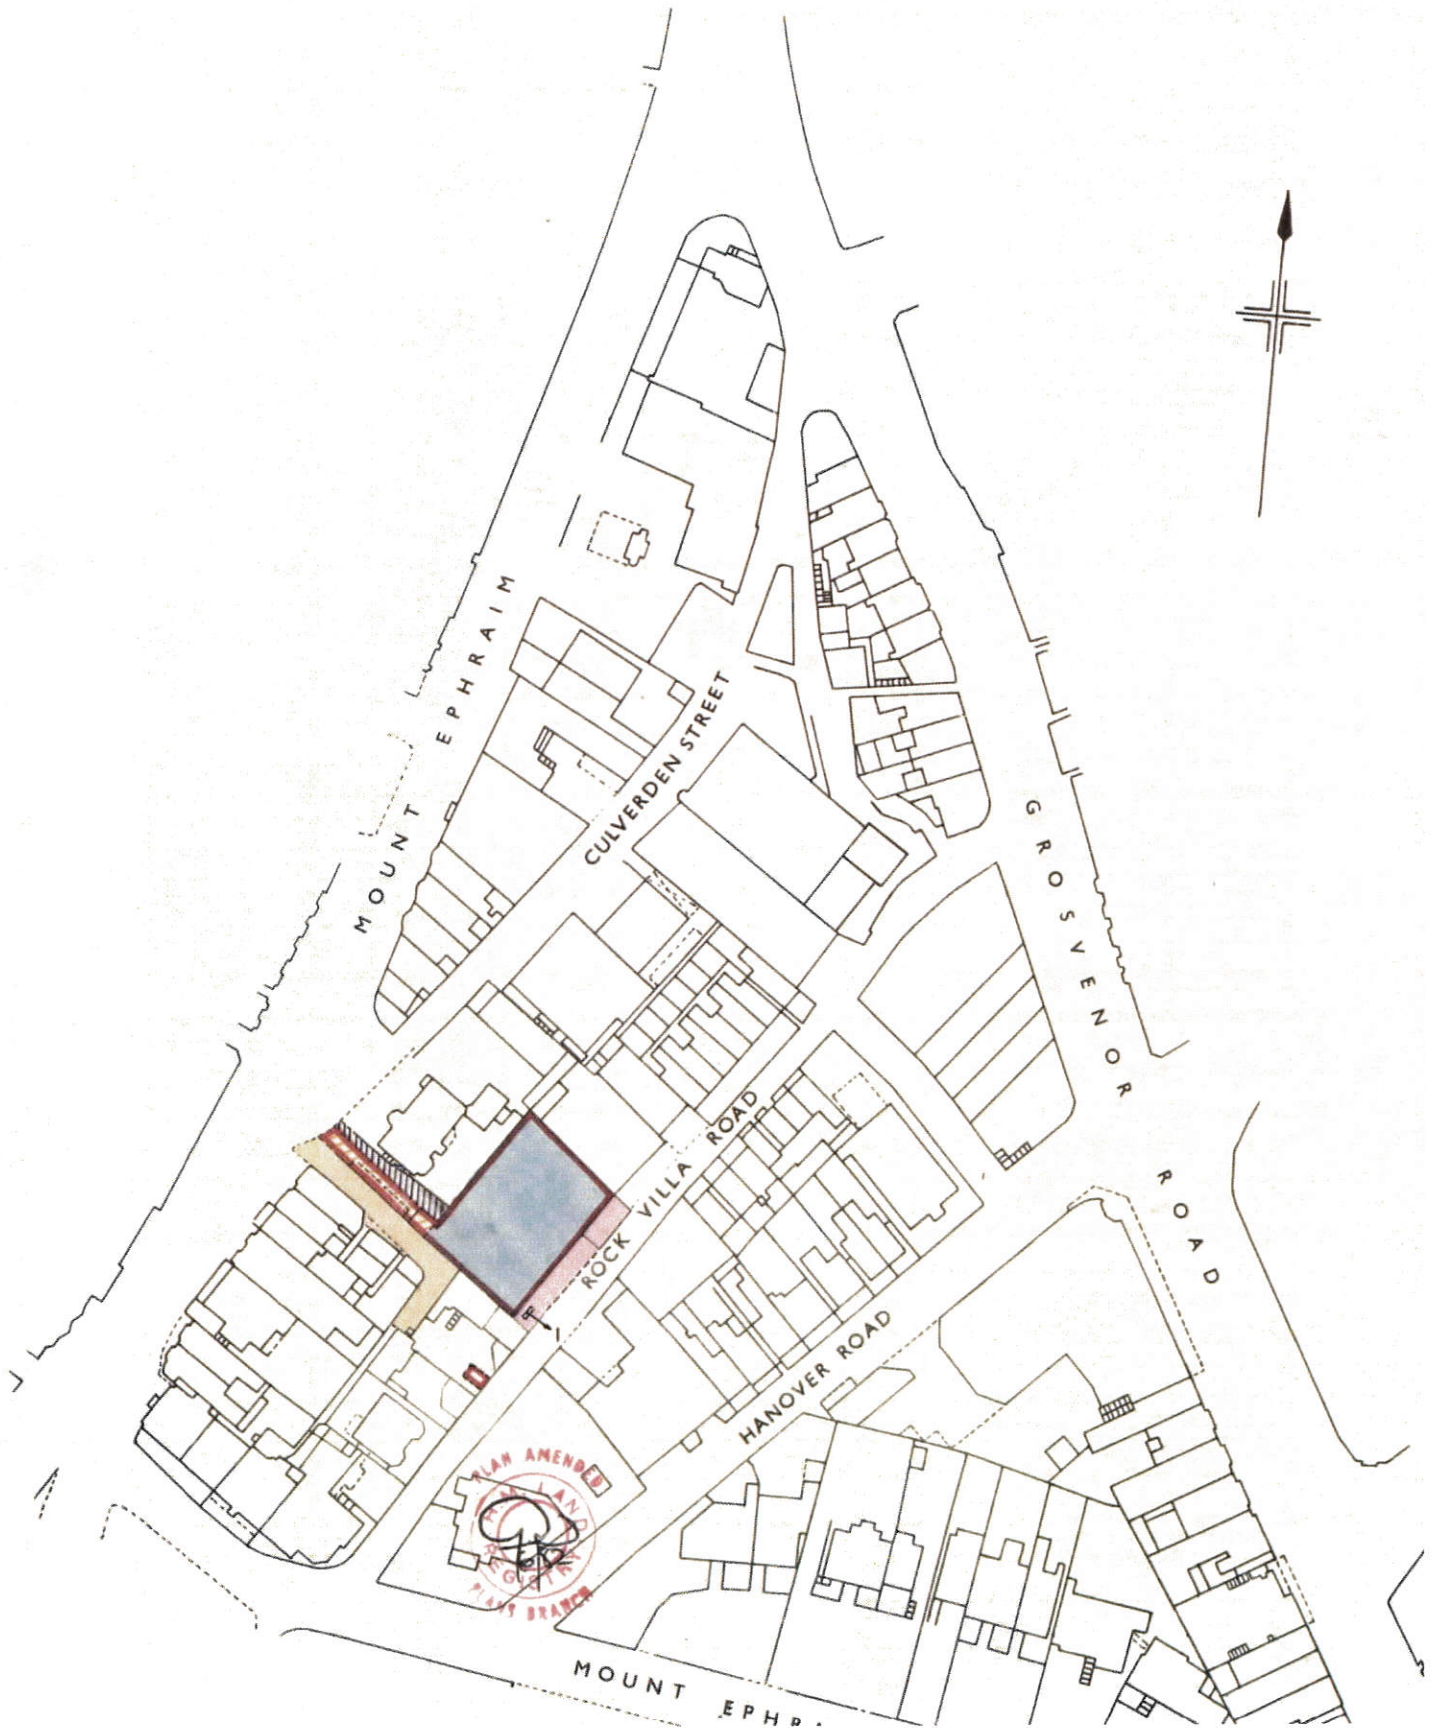 MOUNT EPHRAIM
CULVERDEN STREET
GROSVENOR ROAD
ROCK VILLA ROAD
1
HANOVER ROAD
PLAN AMENDED
H.M. LAND
REGISTRY
PLANS BRANCH
MOUNT EPHRA